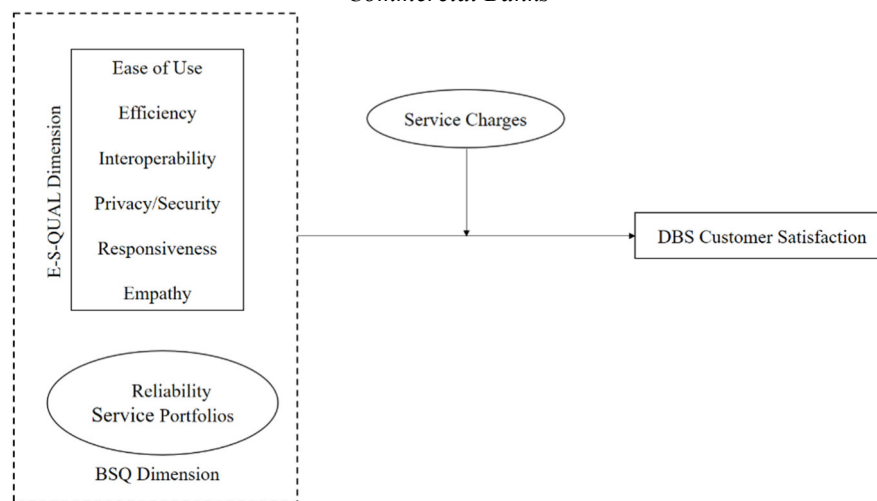 Commercial Banks
Ease of Use
Efficiency
Interoperability
Privacy/Security
Responsiveness
Empathy
E-S-QUAL Dimension
Reliability
Service Portfolios
BSQ Dimension
Service Charges
DBS Customer Satisfaction